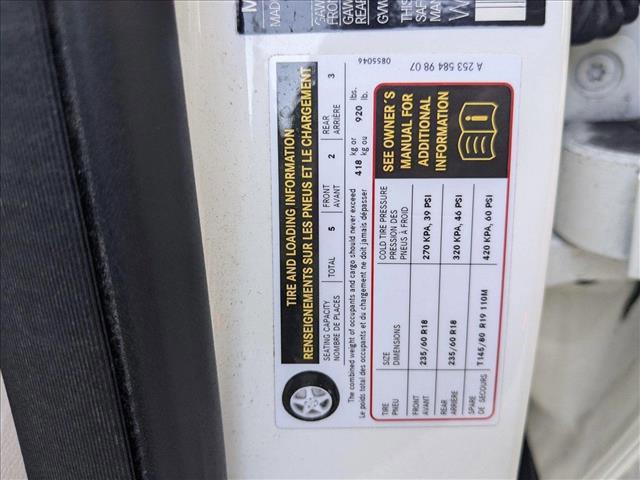 TIRE AND LOADING INFORMATION
RENSEIGNEMENTS SUR LES PNEUS ET LE CHARGEMENT
SEATING CAPACITY TOTAL 5 FRONT 2 REAR 3
NOMBRE DE PLACES AVANT ARRIÈRE
The combined weight of occupants and cargo should never exceed 418 kg or 920 lbs.
Le poids total des occupants et du chargement ne doit jamais dépasser kg ou lb.
TIRE SIZE COLD TIRE PRESSURE
PNEU DIMENSIONS PRESSION DES
PNEUS À FROID
FRONT 235/60 R18 270 KPA, 39 PSI
AVANT
REAR 235/60 R18 320 KPA, 46 PSI
ARRIÈRE
SPARE T145/80 R19 110M 420 KPA, 60 PSI
DE SECOURS
SEE OWNER'S
MANUAL FOR
ADDITIONAL
INFORMATION
0855046
A 253 584 98 07